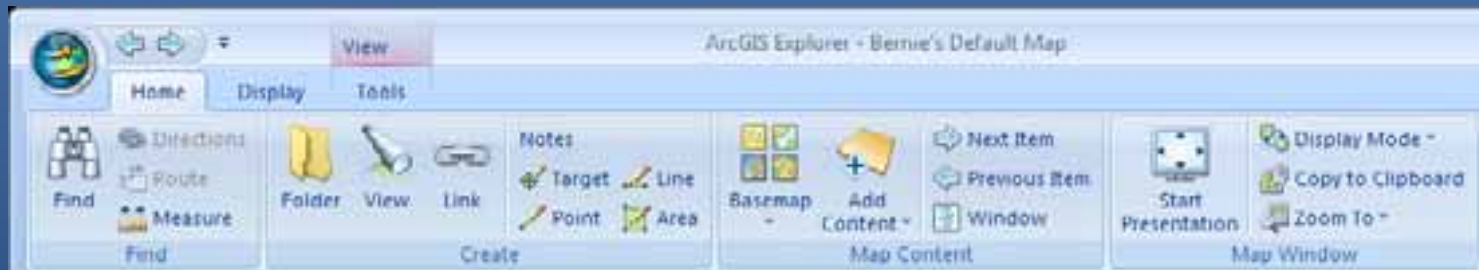 View
ArcGIS Explorer - Bernie's Default Map
Home Display Tools
Find
Directions
Route
Measure
Find
Folder
View
Link
Notes
Target Line
Point Area
Create
Basemap
Add
Content
Next Item
Previous Item
Window
Map Content
Start
Presentation
Display Mode
Copy to Clipboard
Zoom To
Map Window